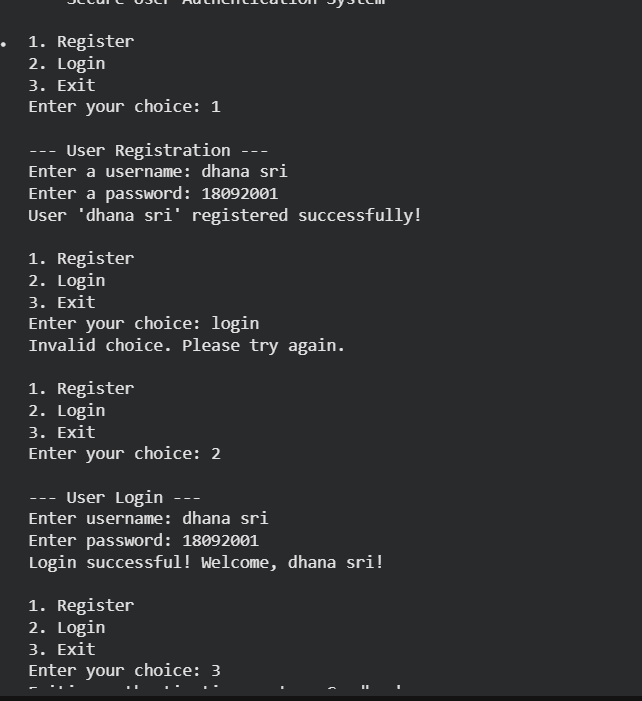 Secure User Authentication System
1. Register
2. Login
3. Exit
Enter your choice: 1
--- User Registration ---
Enter a username: dhana sri
Enter a password: 18092001
User 'dhana sri' registered successfully!
1. Register
2. Login
3. Exit
Enter your choice: login
Invalid choice. Please try again.
1. Register
2. Login
3. Exit
Enter your choice: 2
--- User Login ---
Enter username: dhana sri
Enter password: 18092001
Login successful! Welcome, dhana sri!
1. Register
2. Login
3. Exit
Enter your choice: 3